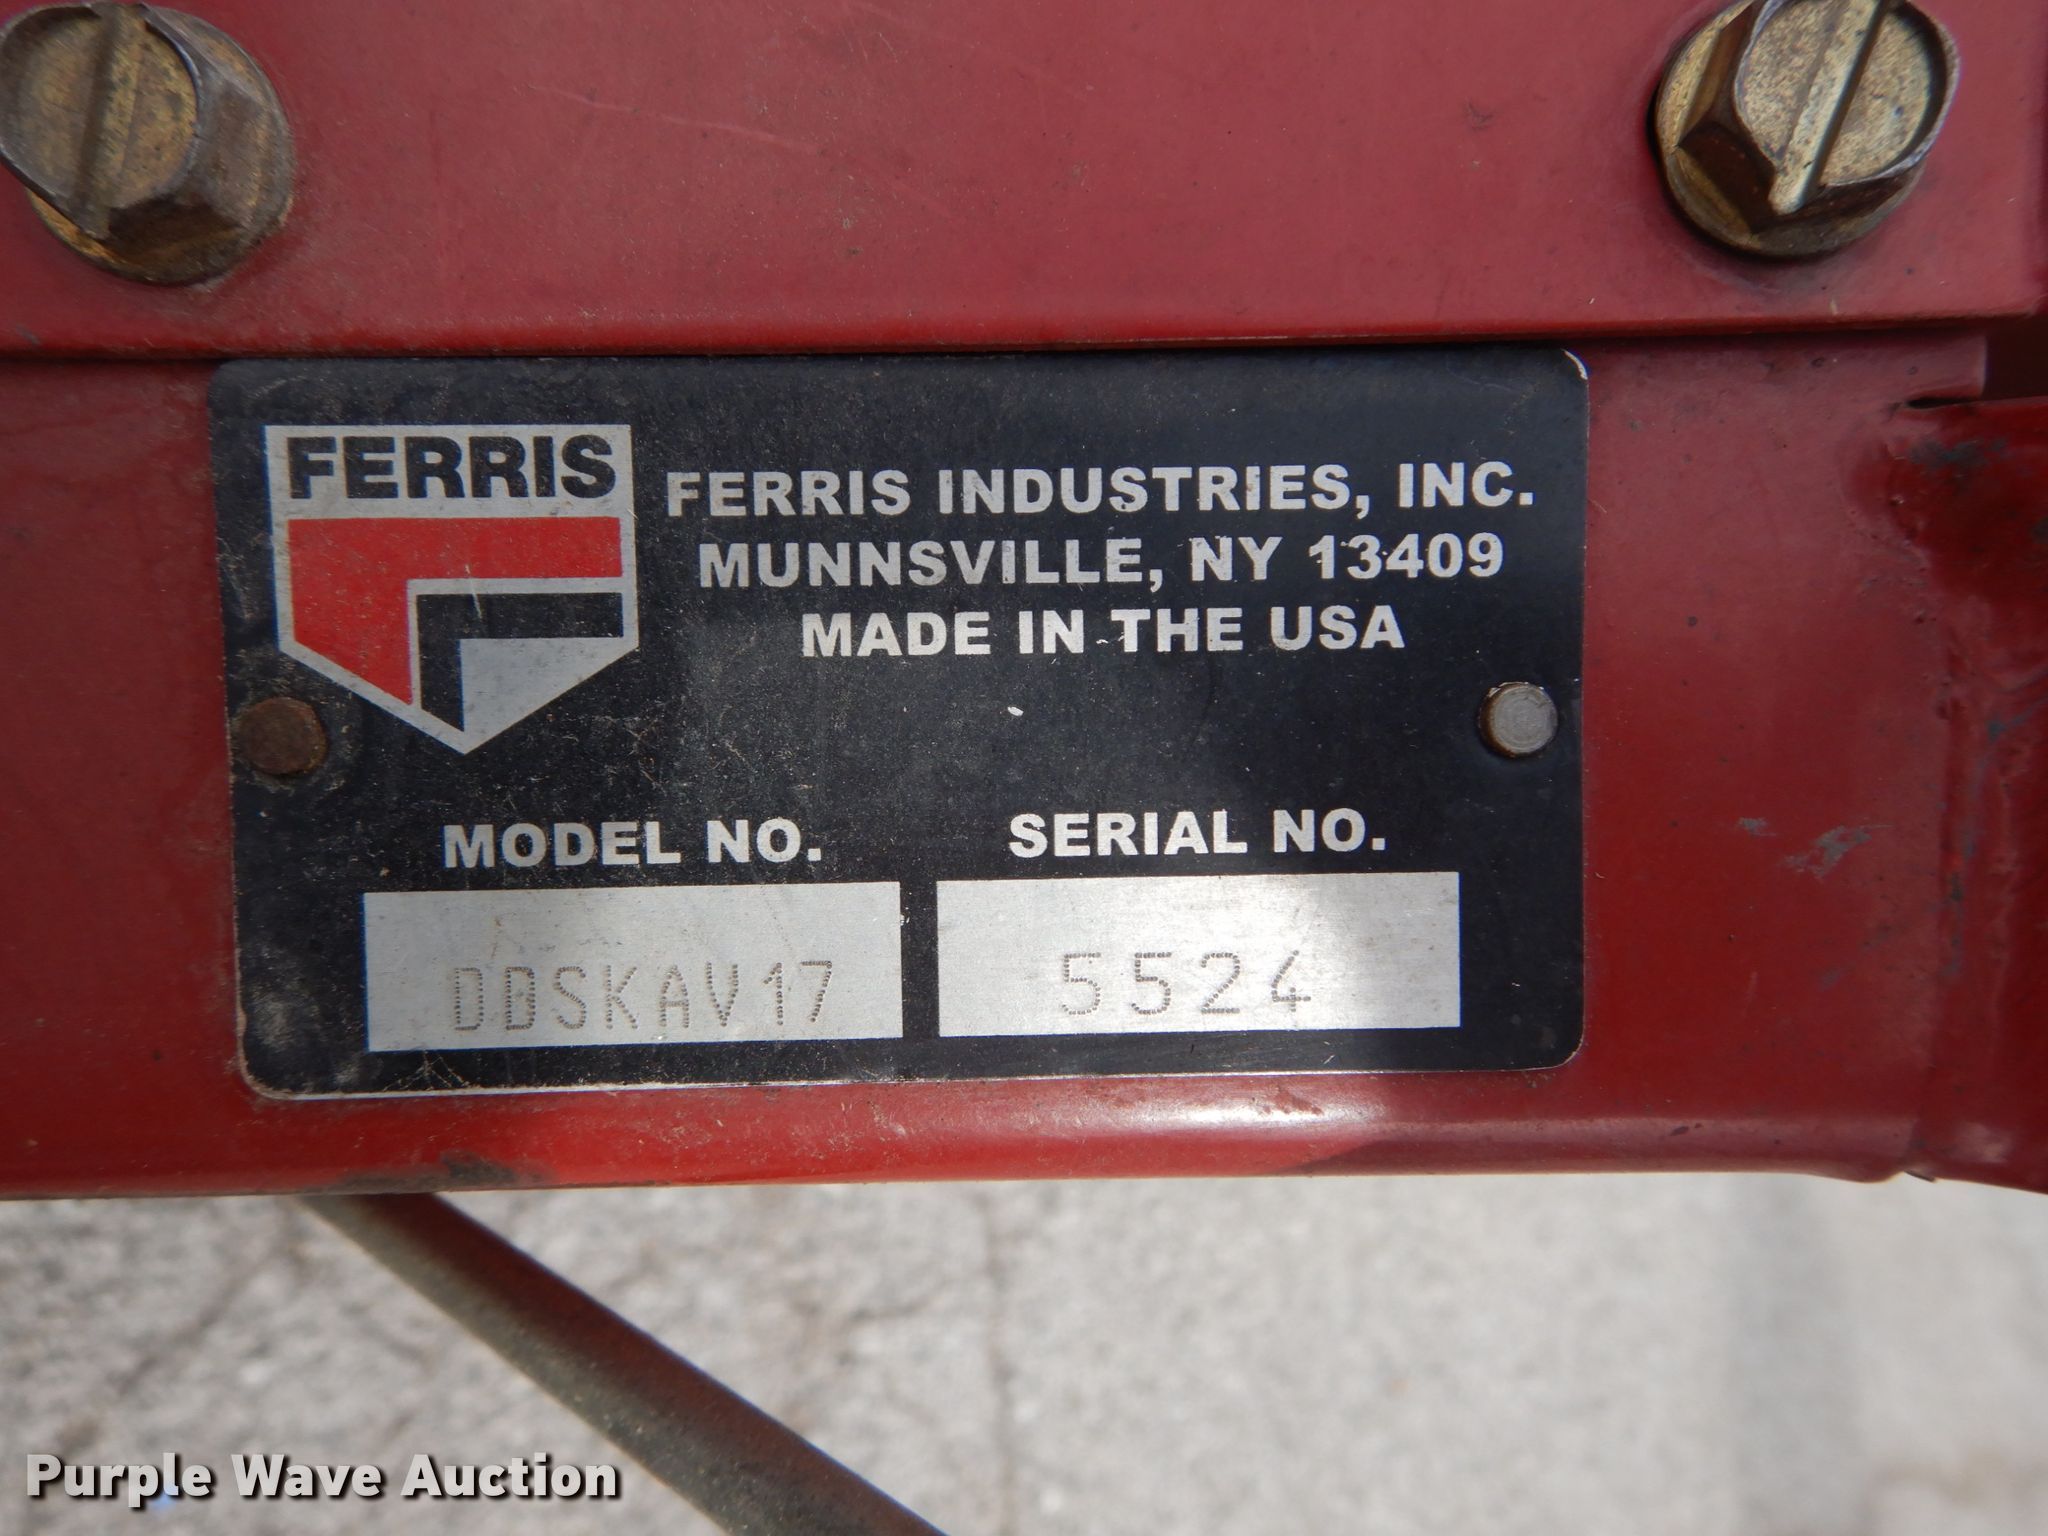 FERRIS
FERRIS INDUSTRIES, INC.
MUNNSVILLE, NY 13409
MADE IN THE USA
MODEL NO.
SERIAL NO.
DDSKAV17
5524
Purple Wave Auction